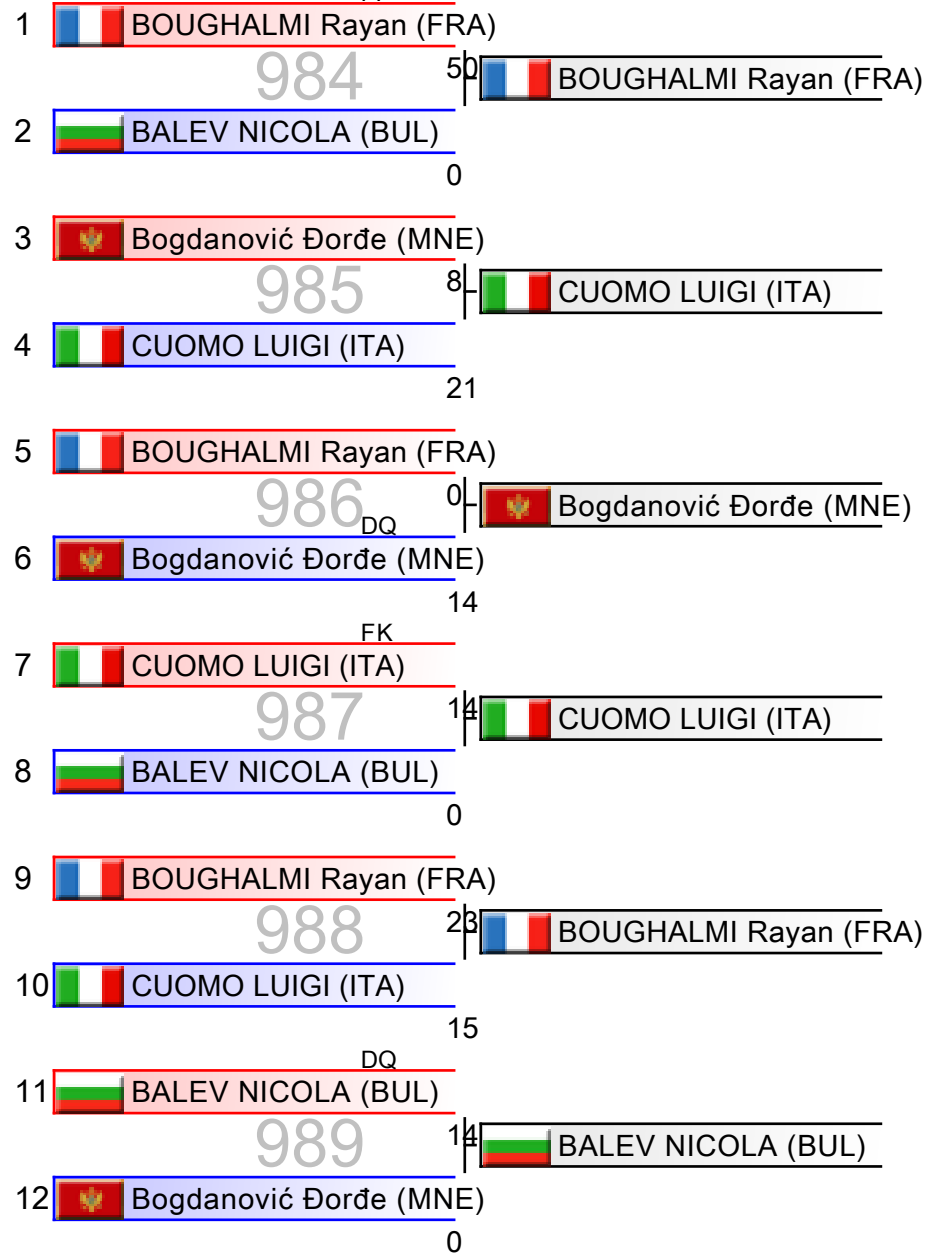 1 BOUGHALMI Rayan (FRA)
984
50
BOUGHALMI Rayan (FRA)
2 BALEV NICOLA (BUL)
0
3 Bogdanović Đorđe (MNE)
985
8
CUOMO LUIGI (ITA)
4 CUOMO LUIGI (ITA)
21
5 BOUGHALMI Rayan (FRA)
986
0
Bogdanović Đorđe (MNE)
DQ
6 Bogdanović Đorđe (MNE)
14
FK
7 CUOMO LUIGI (ITA)
987
14
CUOMO LUIGI (ITA)
8 BALEV NICOLA (BUL)
0
9 BOUGHALMI Rayan (FRA)
988
23
BOUGHALMI Rayan (FRA)
10 CUOMO LUIGI (ITA)
15
DQ
11 BALEV NICOLA (BUL)
989
14
BALEV NICOLA (BUL)
12 Bogdanović Đorđe (MNE)
0